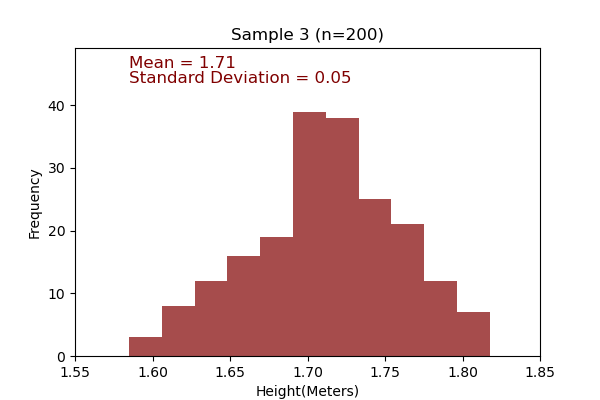 Sample 3 (n=200)
Mean = 1.71
Standard Deviation = 0.05
Frequency
40
30
20
10
0
1.55 1.60 1.65 1.70 1.75 1.80 1.85
Height(Meters)